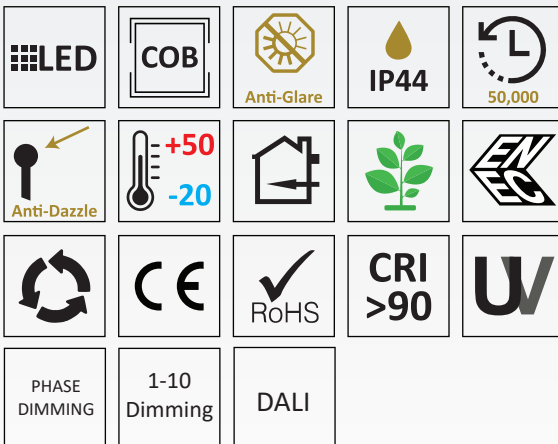 LED
COB
Anti-Glare
IP44
50,000
Anti-Dazzle
+50
-20
ENEC
CE
RoHS
CRI
>90
UV
PHASE
DIMMING
1-10
Dimming
DALI